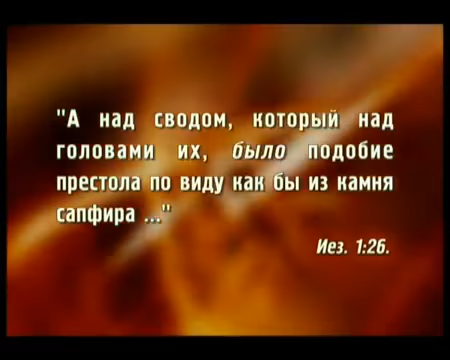 "А над сводом, который над
головами их, было подобие
престола по виду как бы из камня
сапфира ..."
Иез. 1:26.